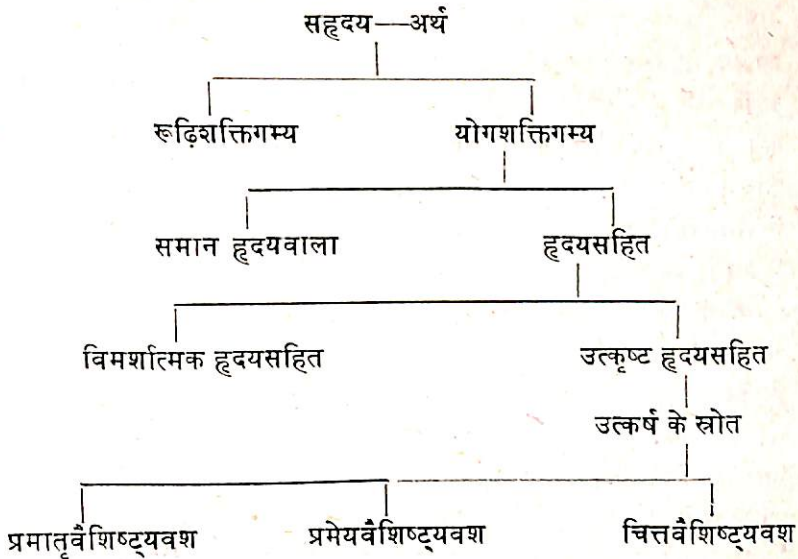 सहृदय—अर्थ
रूढ़िशक्तिगम्य योगशक्तिगम्य
समान हृदयवाला हृदयसहित
विमर्शात्मक हृदयसहित उत्कृष्ट हृदयसहित
उत्कर्ष के स्रोत
प्रमातृवैशिष्ट्यवश प्रमेयवैशिष्ट्यवश चित्तवैशिष्ट्यवश